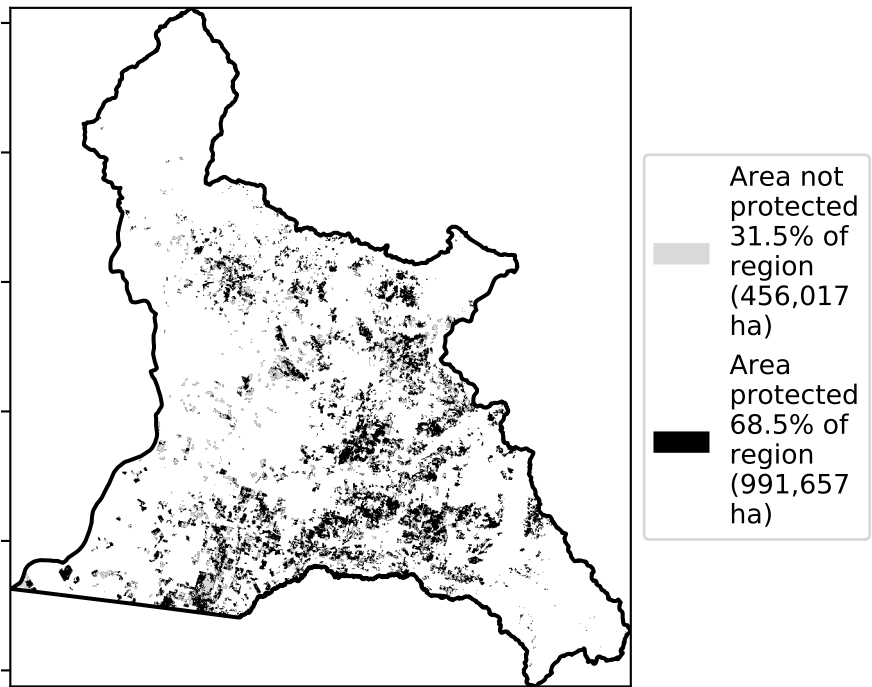 Area not
protected
31.5% of
region
(456,017
ha)
Area
protected
68.5% of
region
(991,657
ha)